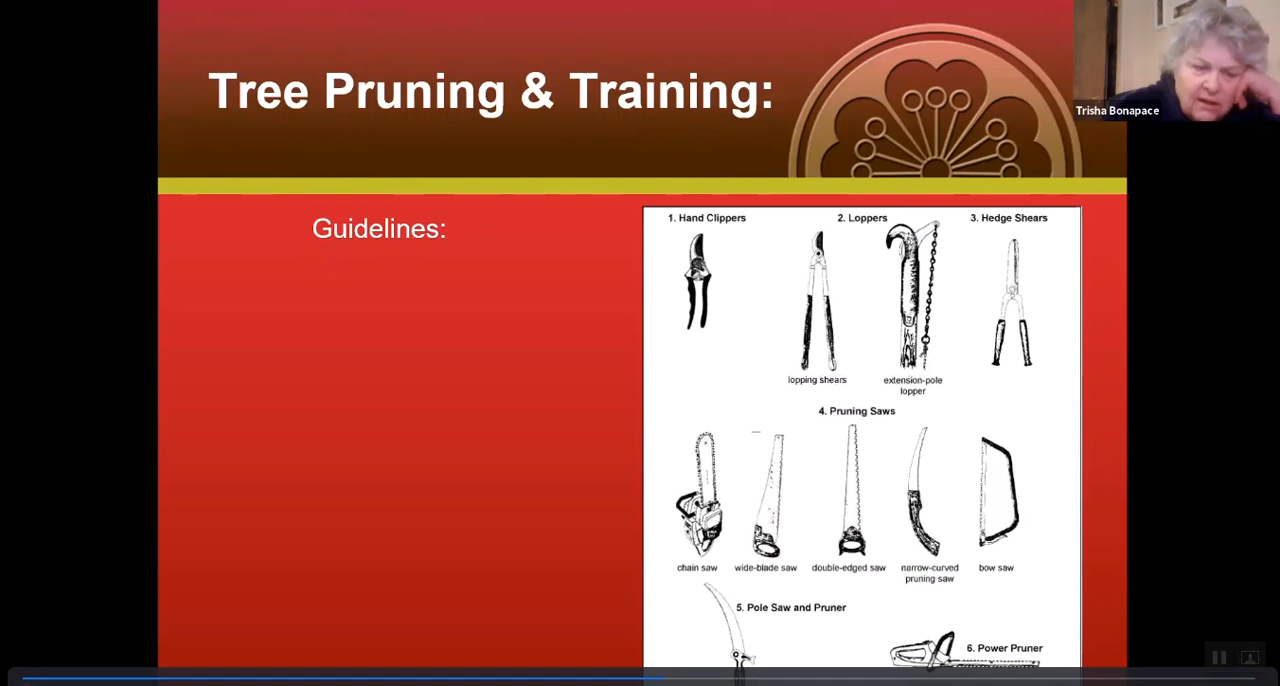 Tree Pruning & Training:
Trisha Bonapace
Guidelines:
1. Hand Clippers
2. Loppers
3. Hedge Shears
lopping shears
extension-pole
lopper
4. Pruning Saws
chain saw
wide-blade saw
double-edged saw
narrow-curved
pruning saw
bow saw
5. Pole Saw and Pruner
6. Power Pruner